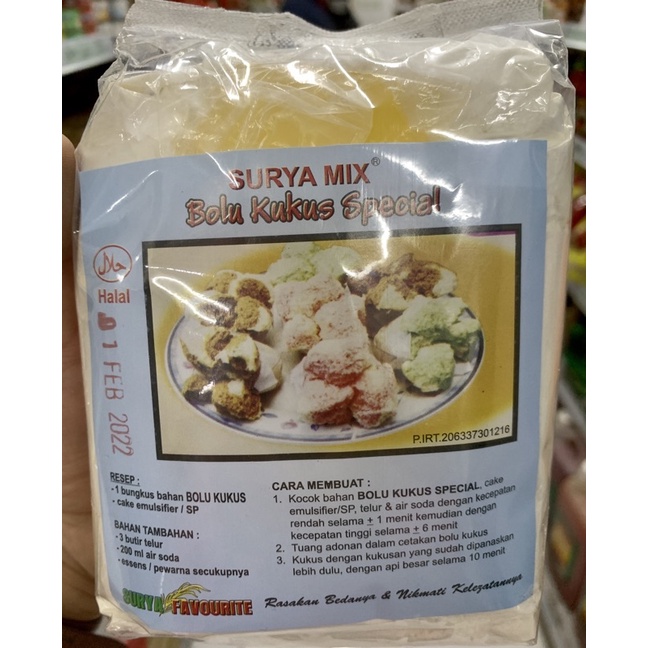 SURYA MIX®
Bolu Kukus Special
حلال
Halal
01 FEB 2022
P.IRT.206337301216
RESEP :
- 1 bungkus bahan BOLU KUKUS
- cake emulsifier / SP
BAHAN TAMBAHAN :
- 3 butir telur
- 200 ml air soda
- essens / pewarna secukupnya
CARA MEMBUAT :
1. Kocok bahan BOLU KUKUS SPECIAL, cake
emulsifier/SP, telur & air soda dengan kecepatan
rendah selama ± 1 menit kemudian dengan
kecepatan tinggi selama ± 6 menit
2. Tuang adonan dalam cetakan bolu kukus
3. Kukus dengan kukusan yang sudah dipanaskan
lebih dulu, dengan api besar selama 10 menit
SURYA FAVOURITE
Rasakan Bedanya & Nikmati Kelezatannya